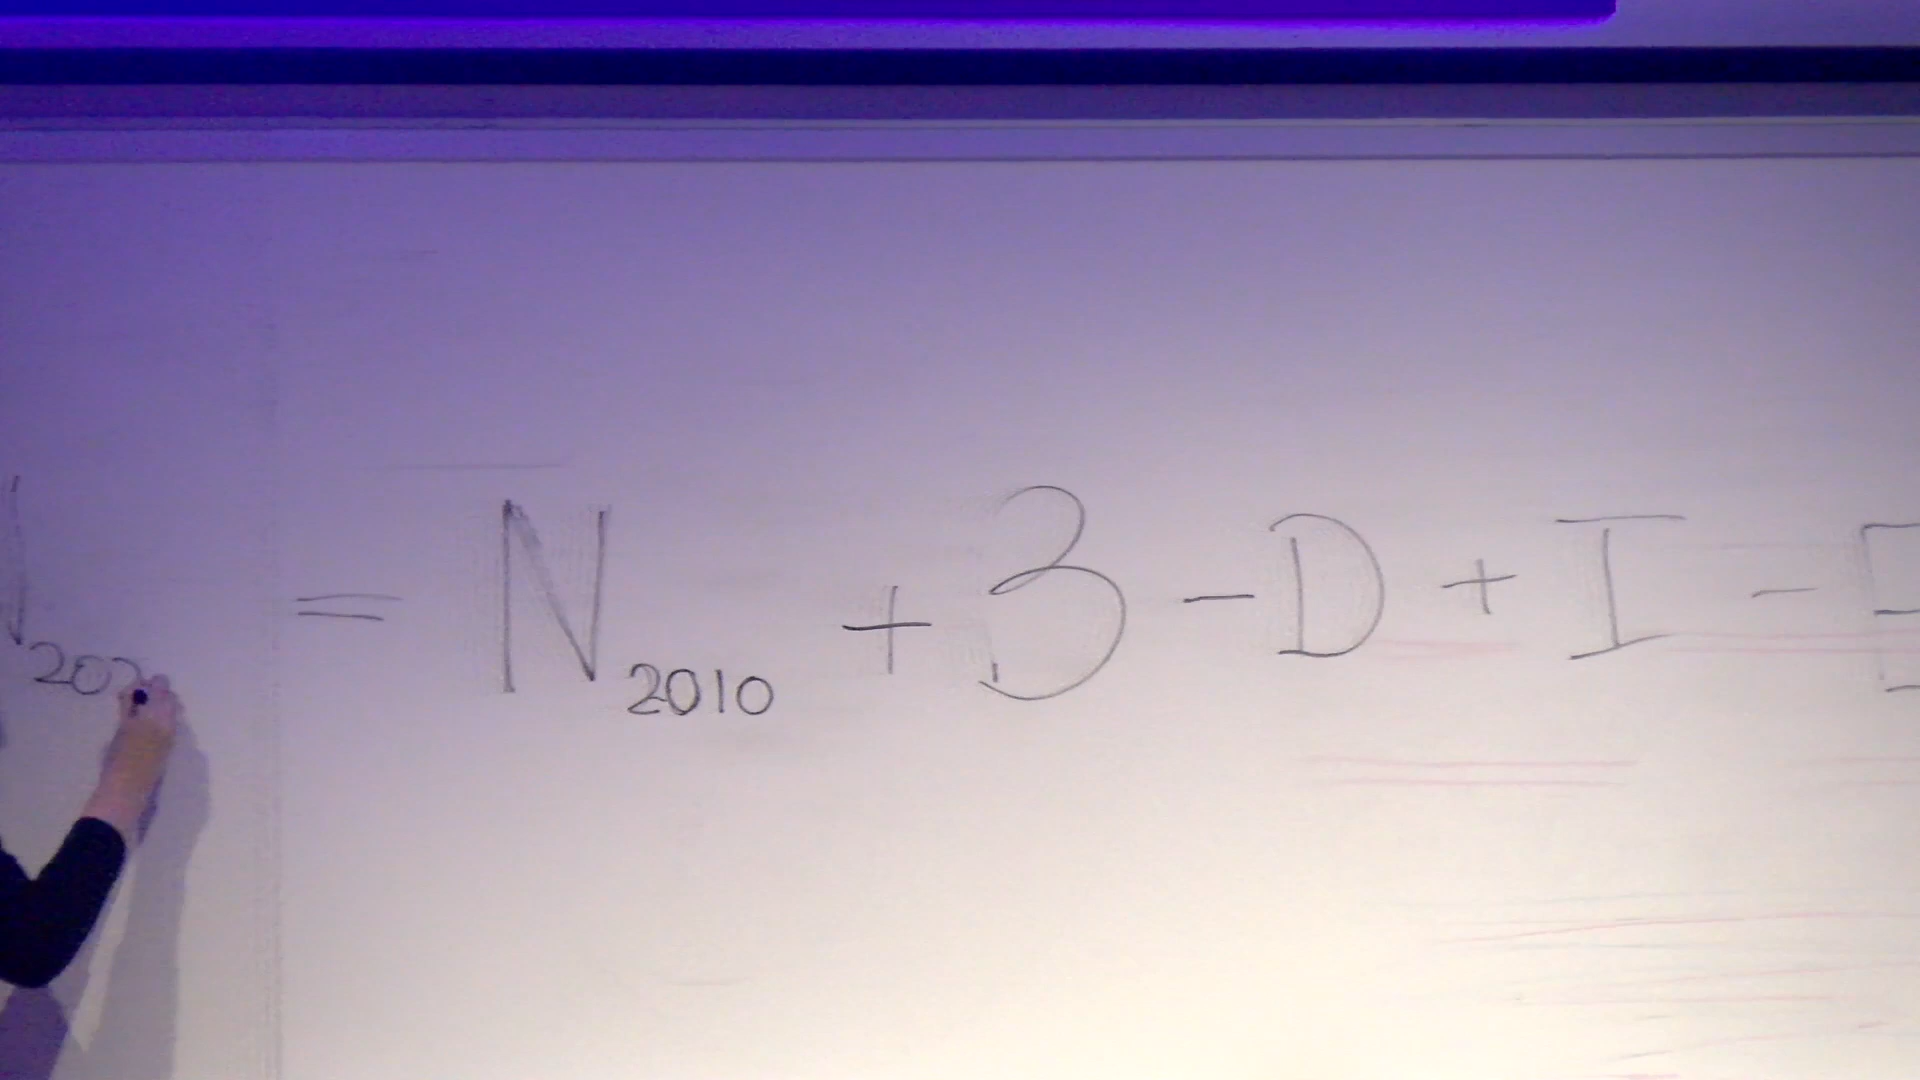 N₂₀₂ = N₂₀₁₀ + B - D + I - E